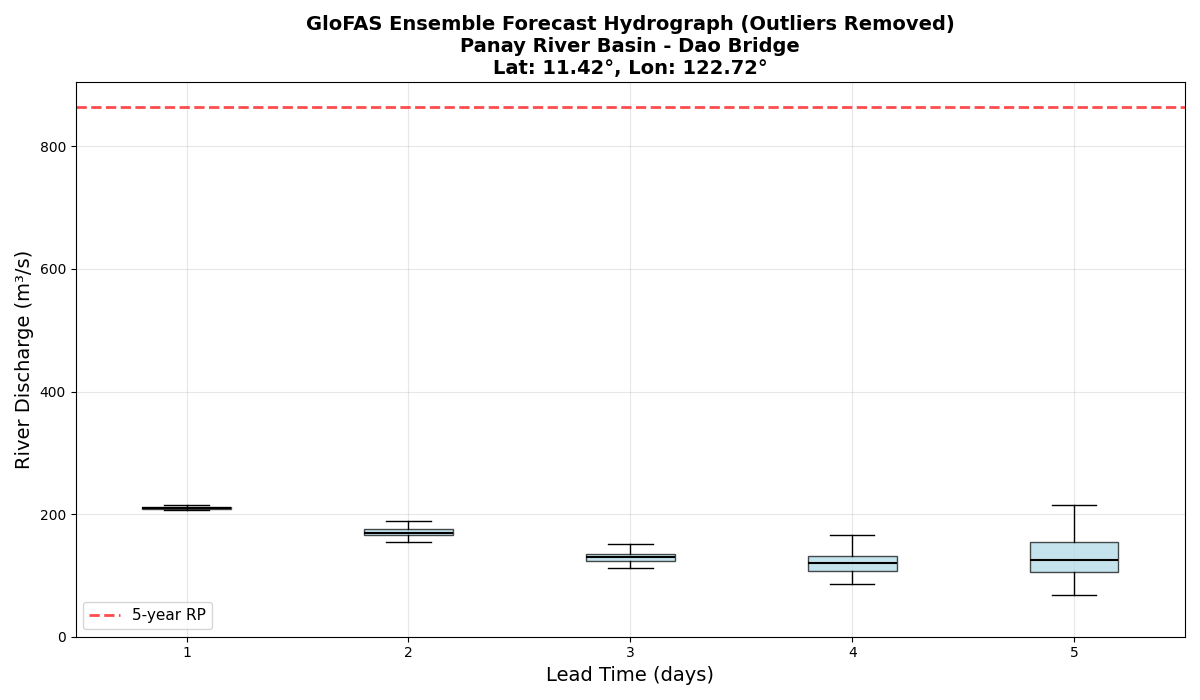 GloFAS Ensemble Forecast Hydrograph (Outliers Removed)
Panay River Basin - Dao Bridge
Lat: 11.42°, Lon: 122.72°
River Discharge (m³/s)
800
600
400
200
0
5-year RP
1 2 3 4 5
Lead Time (days)